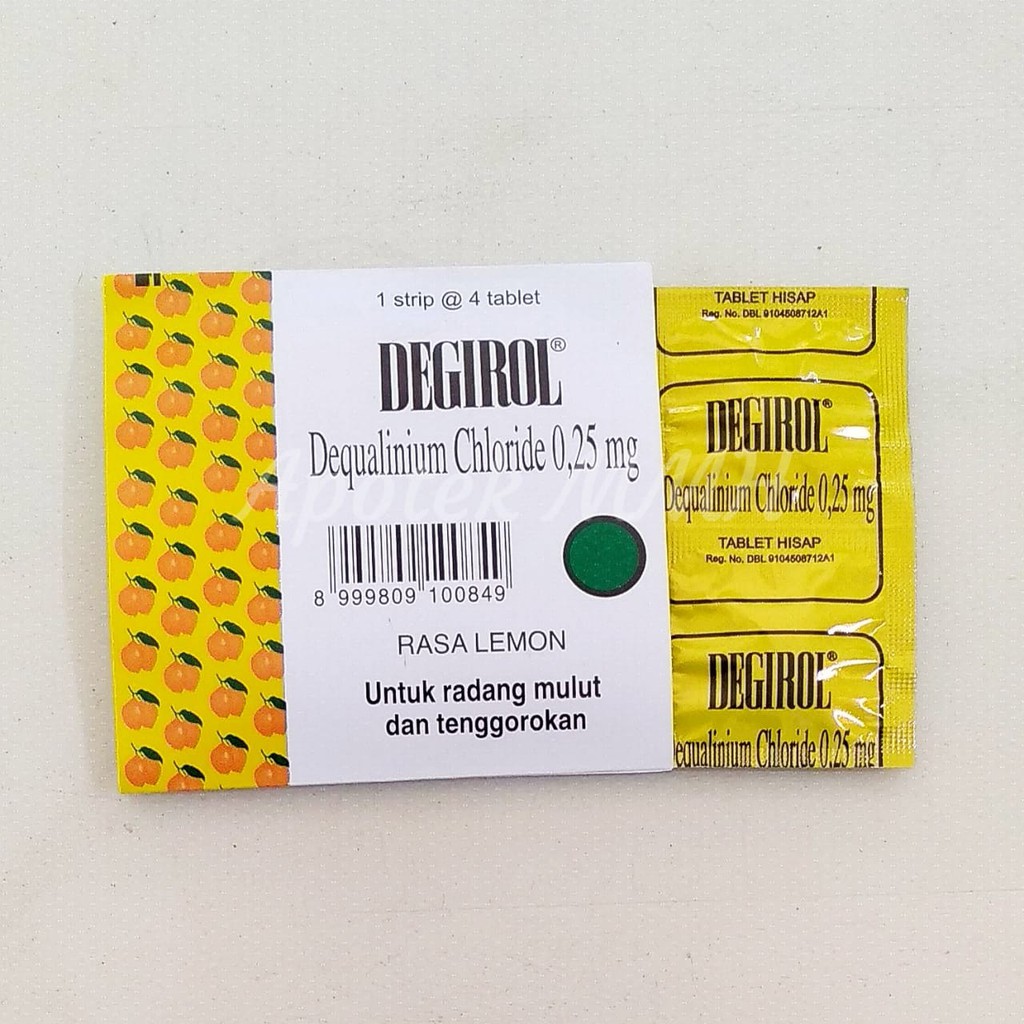 1 strip @ 4 tablet
DEGIROL®
Dequalinium Chloride 0,25 mg
8 999809 100849
RASA LEMON
Untuk radang mulut
dan tenggorokan
TABLET HISAP
Reg. No. DBL 9104508712A1
DEGIROL®
Dequalinium Chloride 0,25 mg
TABLET HISAP
Reg. No. DBL 9104508712A1
DEGIROL®
equalinium Chloride 0,25 mg
Apotek